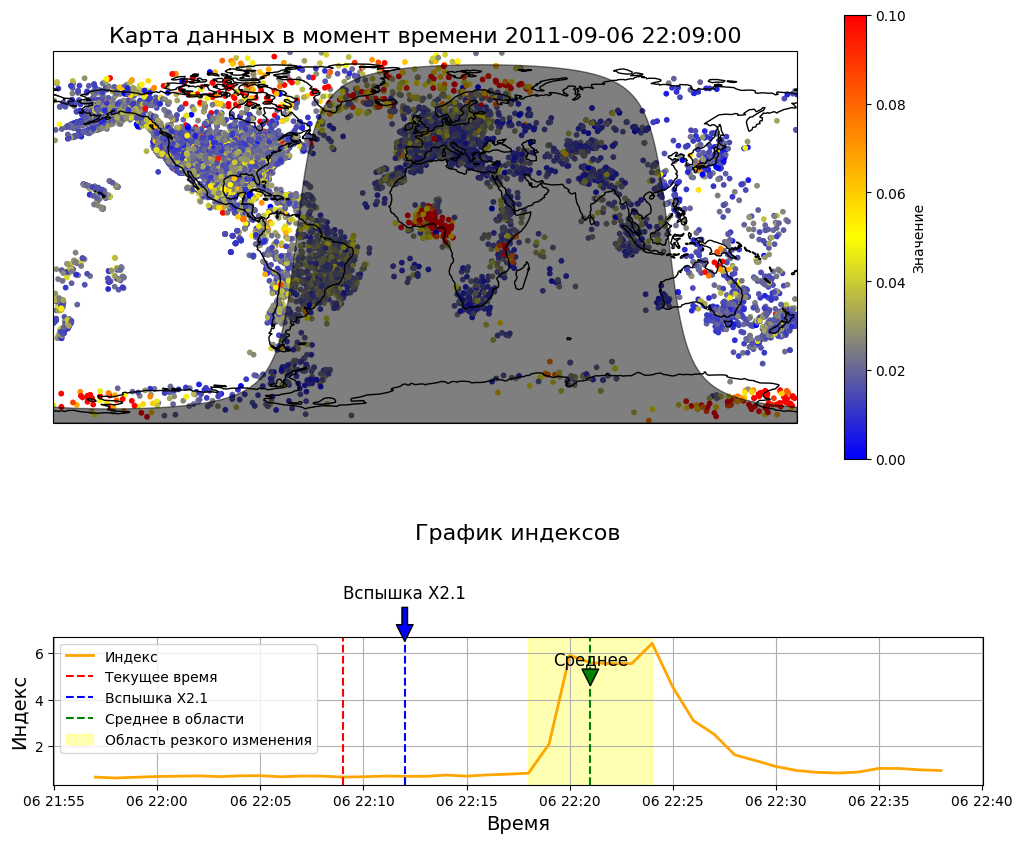 Карта данных в момент времени 2011-09-06 22:09:00
0.10
0.08
0.06
0.04
0.02
0.00
Значение
График индексов
Вспышка X2.1
Среднее
Индекс
Текущее время
Вспышка X2.1
Среднее в области
Область резкого изменения
6
4
2
Индекс
06 21:55 06 22:00 06 22:05 06 22:10 06 22:15 06 22:20 06 22:25 06 22:30 06 22:35 06 22:40
Время